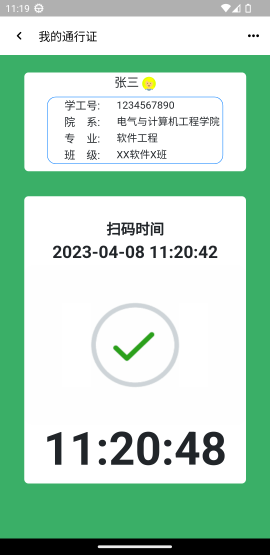 11:19
我的通行证
张三
学工号: 1234567890
院 系: 电气与计算机工程学院
专 业: 软件工程
班 级: XX软件X班
扫码时间
2023-04-08 11:20:42
11:20:48